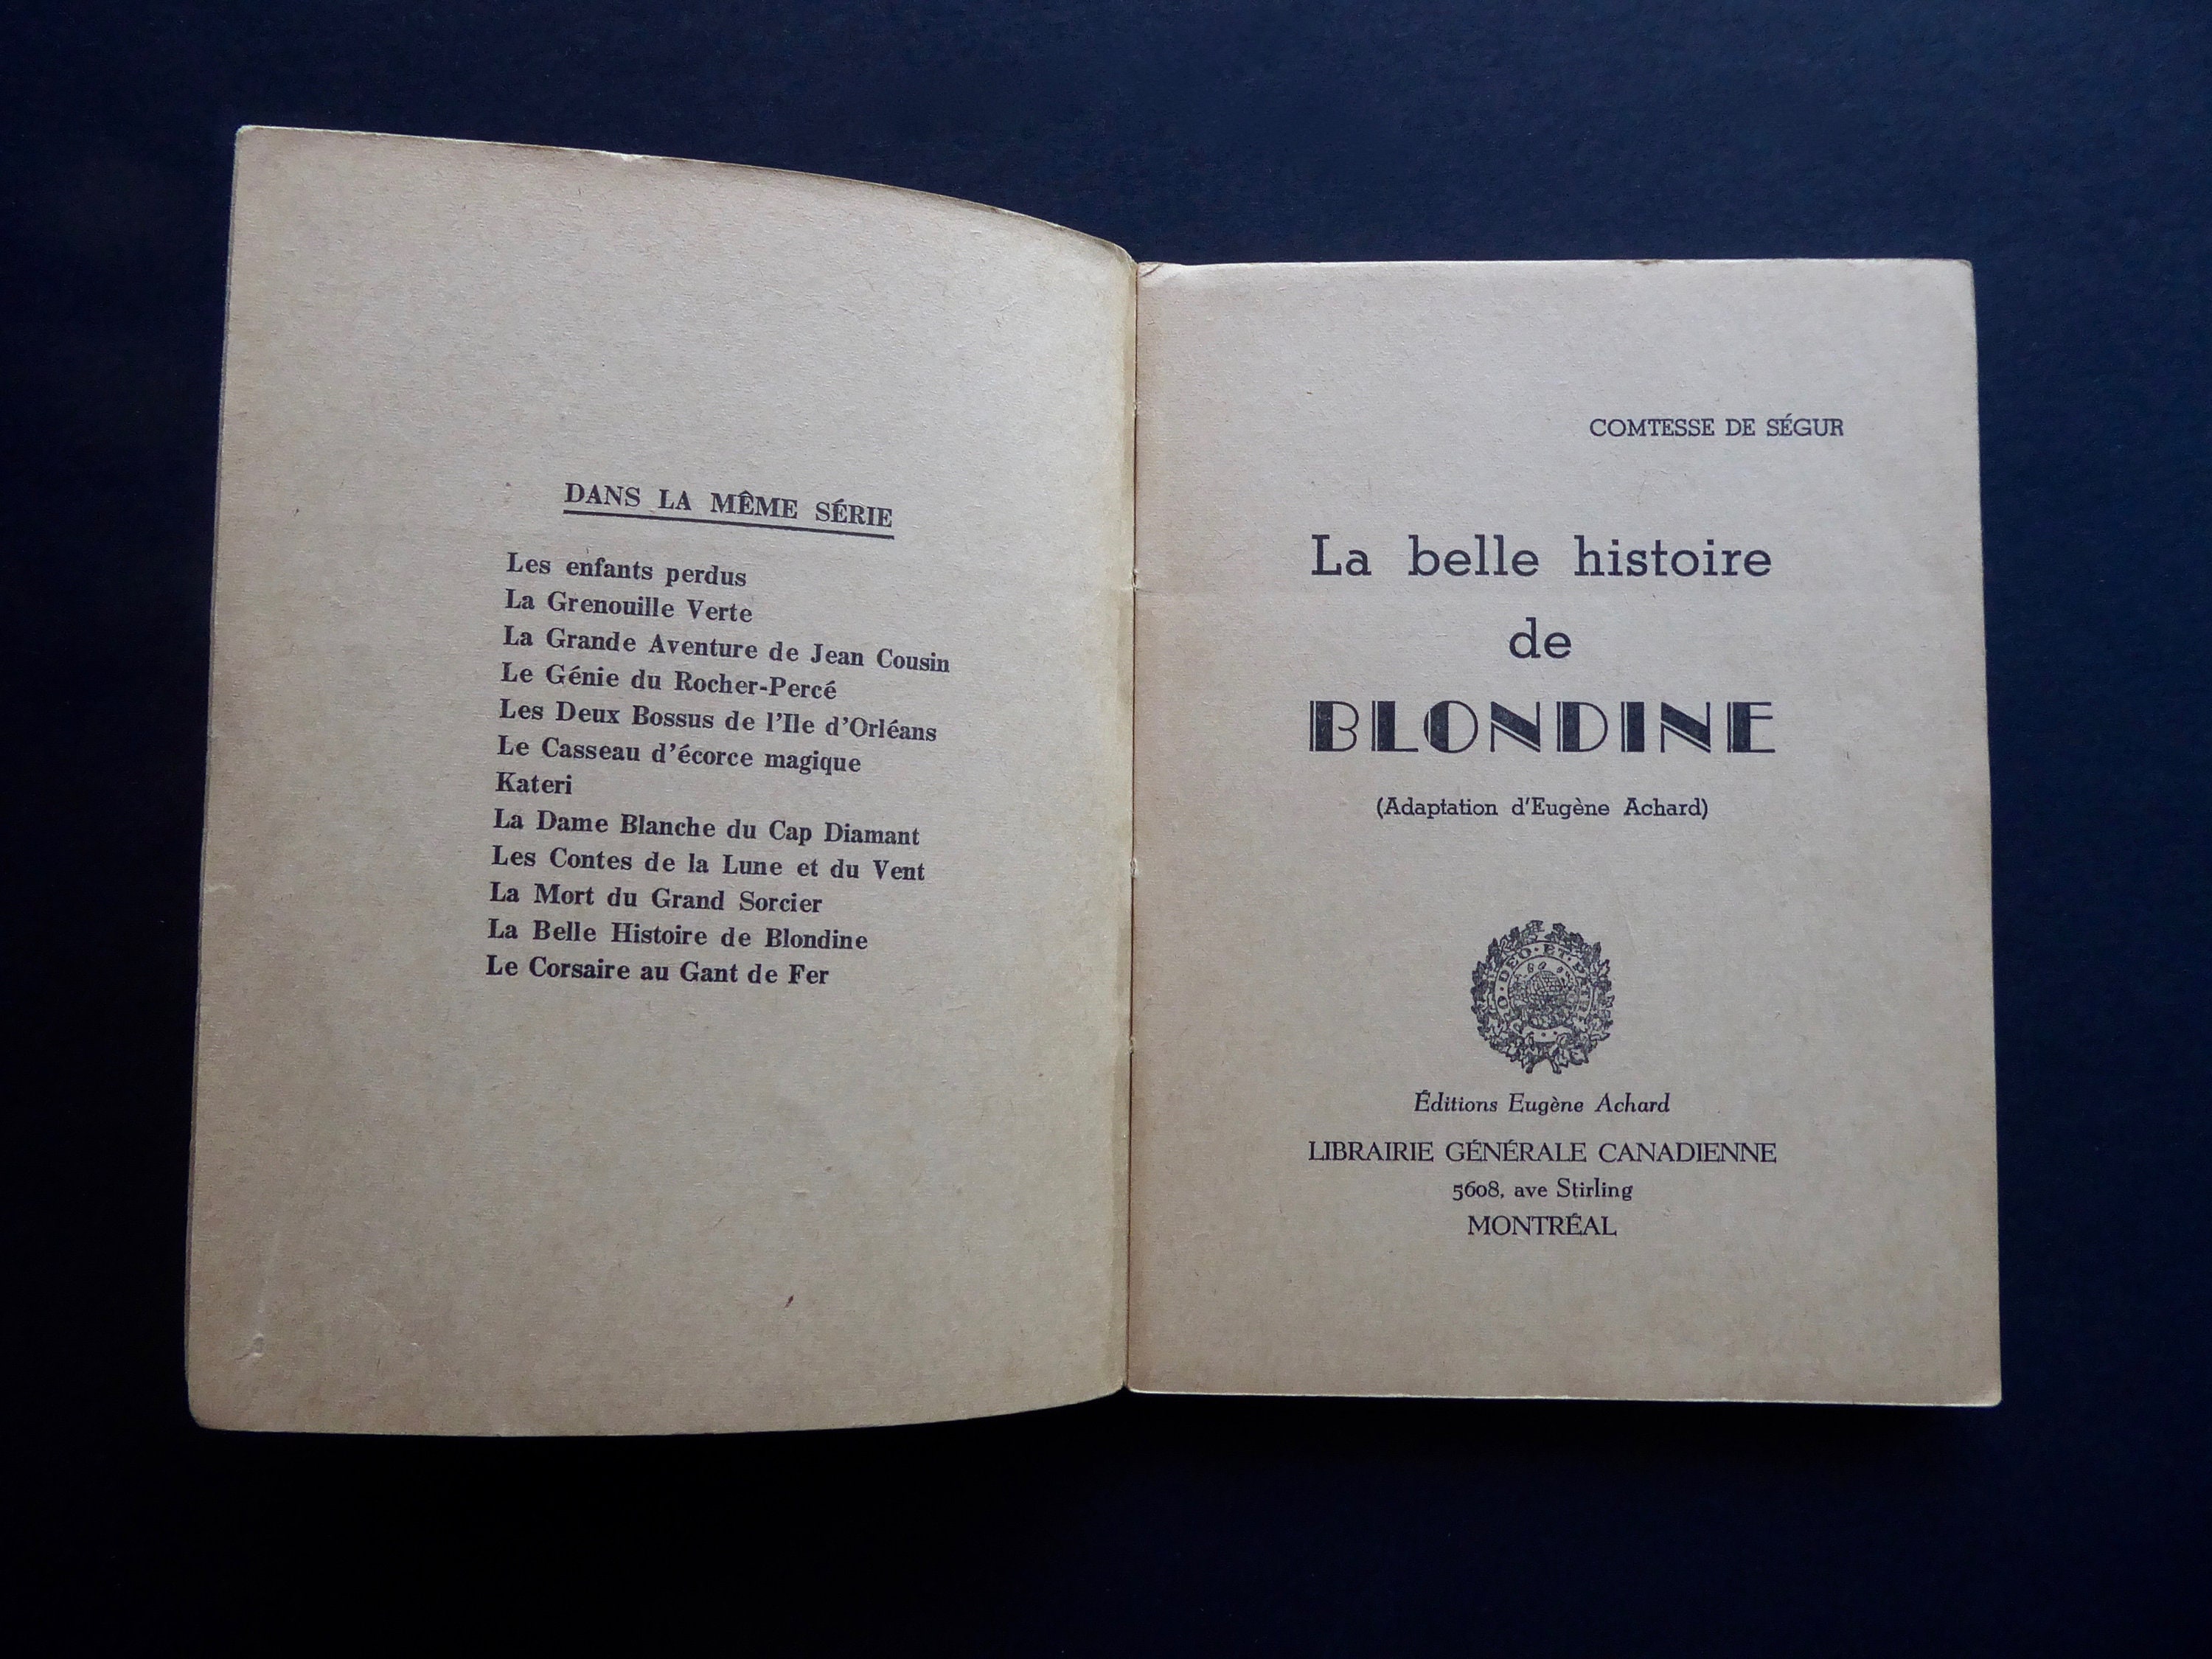 DANS LA MÊME SÉRIE
Les enfants perdus
La Grenouille Verte
La Grande Aventure de Jean Cousin
Le Génie du Rocher-Percé
Les Deux Bossus de l'Ile d'Orléans
Le Casseau d'écorce magique
Kateri
La Dame Blanche du Cap Diamant
Les Contes de la Lune et du Vent
La Mort du Grand Sorcier
La Belle Histoire de Blondine
Le Corsaire au Gant de Fer
COMTESSE DE SÉGUR
La belle histoire
de
BLONDINE
(Adaptation d'Eugène Achard)
DEO · ET
Éditions Eugène Achard
LIBRAIRIE GÉNÉRALE CANADIENNE
5608, ave Stirling
MONTRÉAL